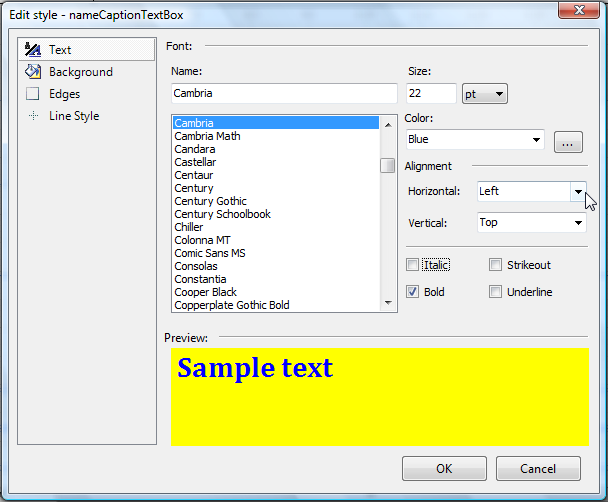 Edit style - nameCaptionTextBox
Text
Background
Edges
Line Style
Font:
Name:
Cambria
Cambria
Cambria Math
Candara
Castellar
Centaur
Century
Century Gothic
Century Schoolbook
Chiller
Colonna MT
Comic Sans MS
Consolas
Constantia
Cooper Black
Copperplate Gothic Bold
Size:
22 pt
Color:
Blue ...
Alignment
Horizontal: Left
Vertical: Top
Italic Strikeout
Bold Underline
Preview:
Sample text
OK Cancel